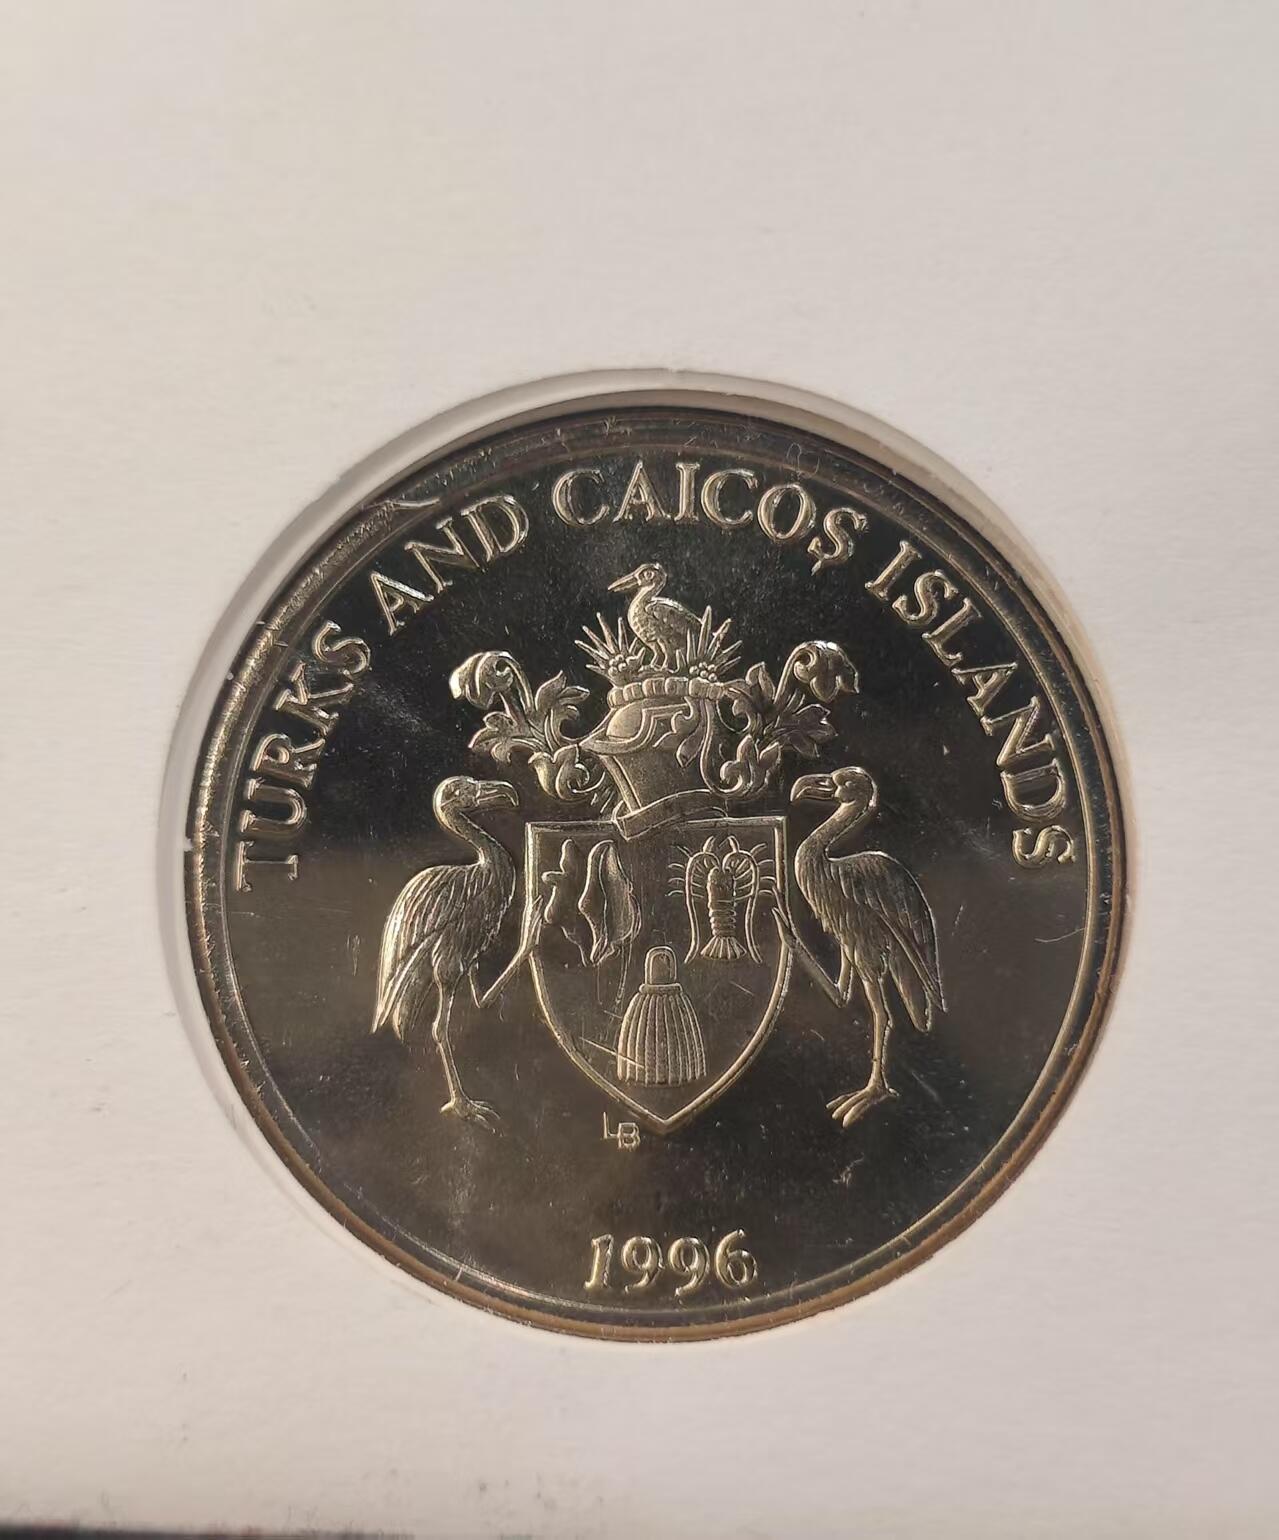 TURKS AND CAICOS ISLANDS
LB
1996